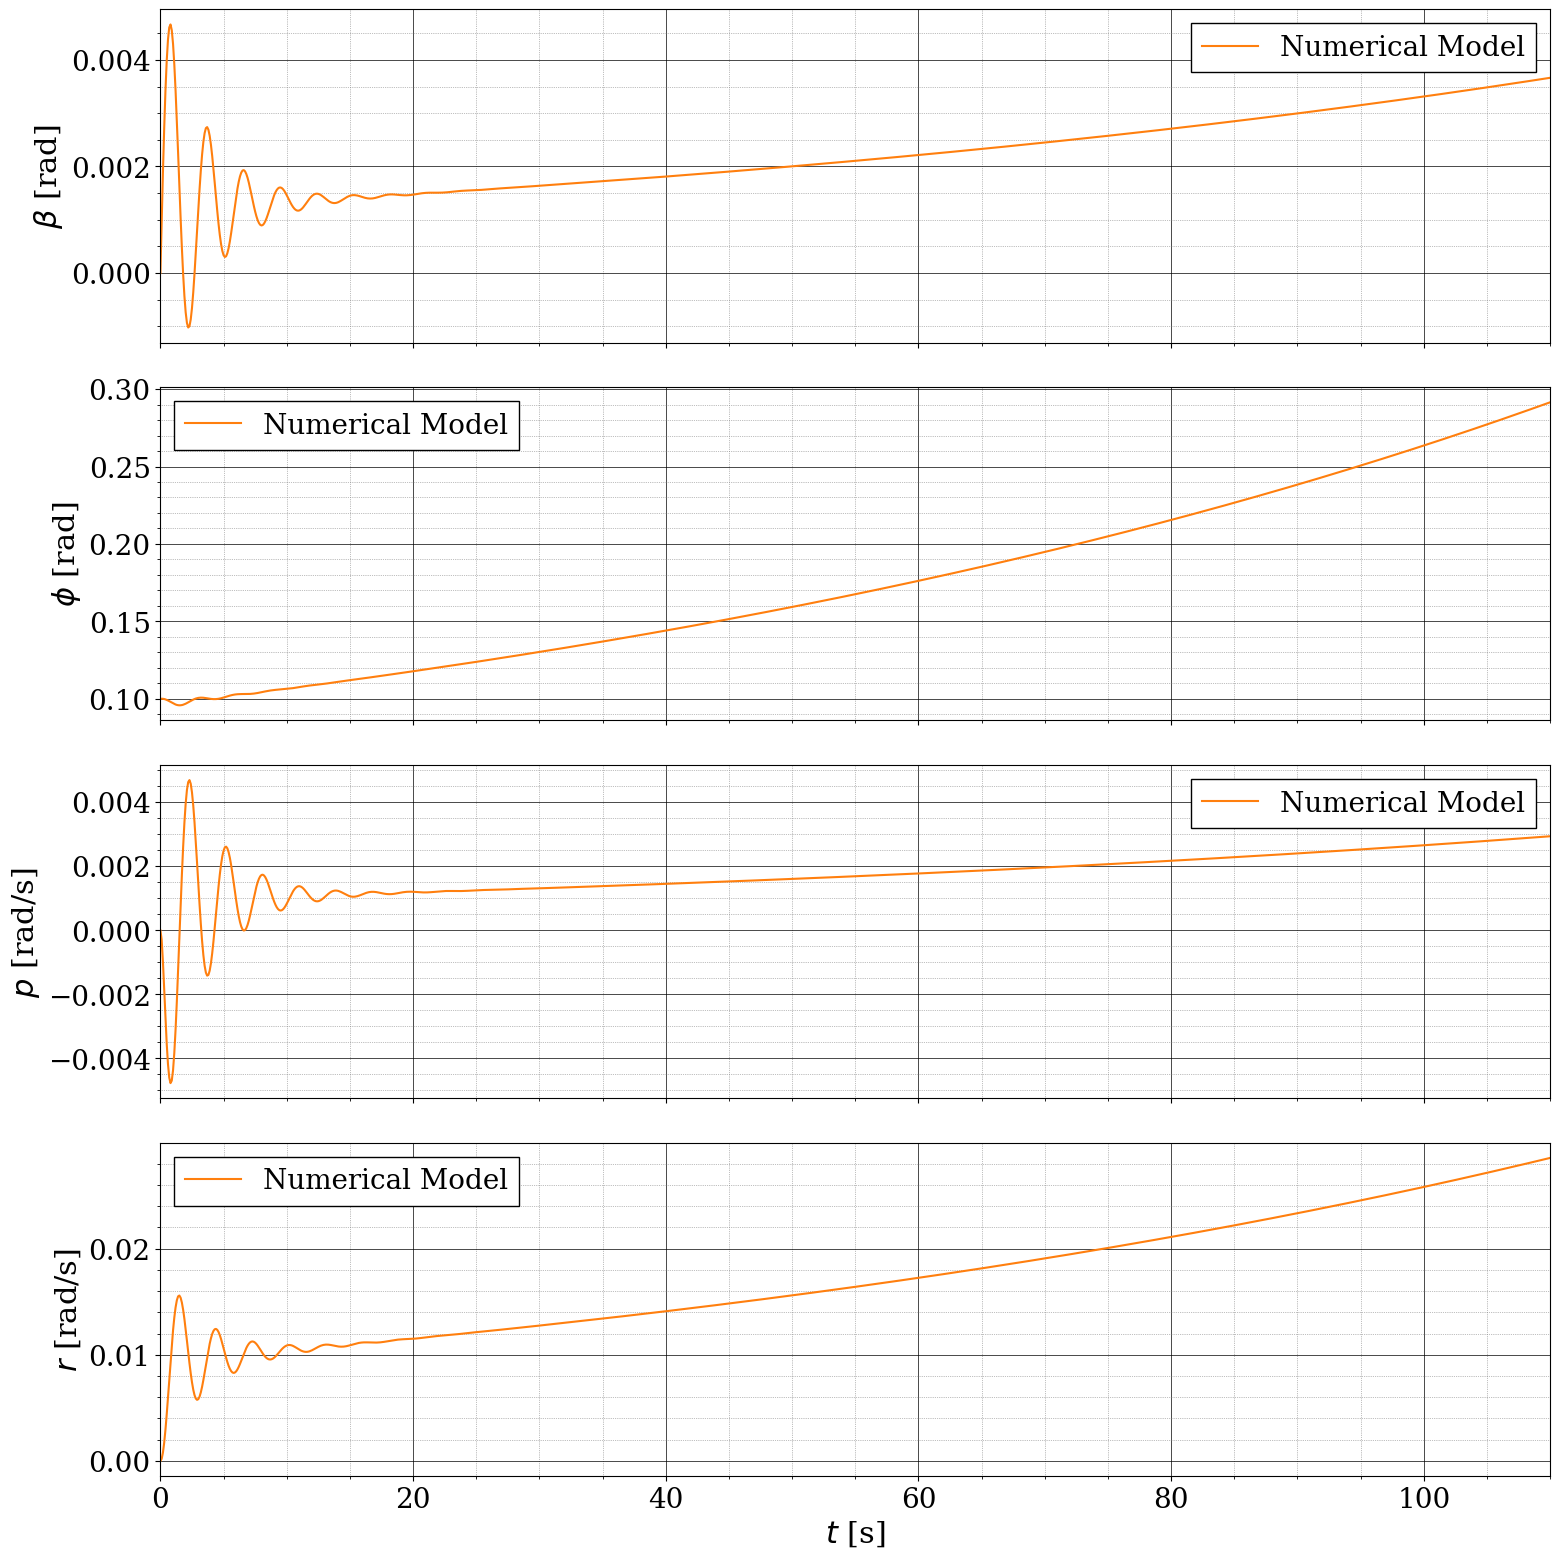 Numerical Model
0.004
0.002
0.000
β [rad]
Numerical Model
0.30
0.25
0.20
0.15
0.10
ϕ [rad]
Numerical Model
0.004
0.002
0.000
−0.002
−0.004
p [rad/s]
Numerical Model
0.02
0.01
0.00
r [rad/s]
0 20 40 60 80 100
t [s]